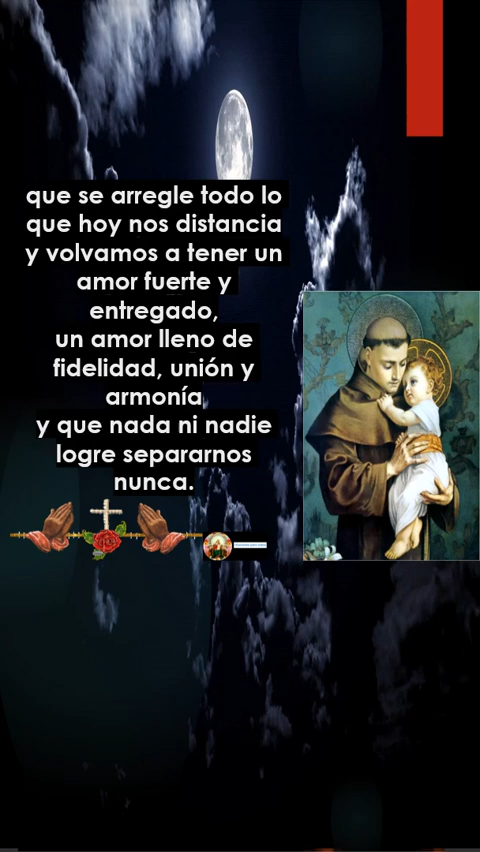 que se arregle todo lo
que hoy nos distancia
y volvamos a tener un
amor fuerte y
entregado,
un amor lleno de
fidelidad, unión y
armonía
y que nada ni nadie
logre separarnos
nunca.